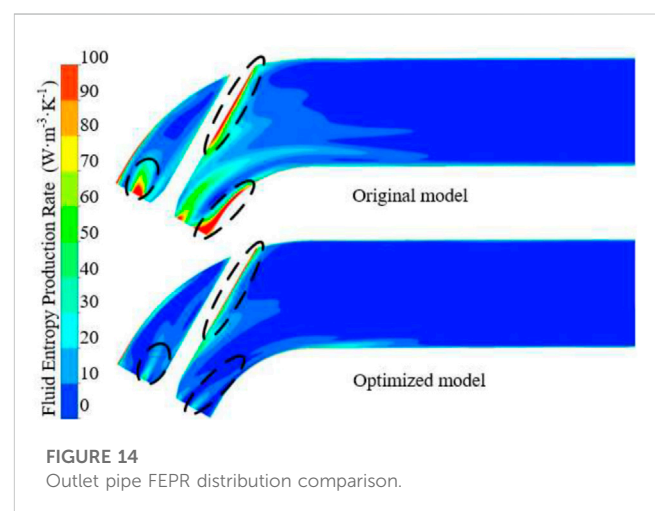 Fluid Entropy Production Rate (W·m⁻³·K⁻¹)
100
90
80
70
60
50
40
30
20
10
0
Original model
Optimized model
FIGURE 14
Outlet pipe FEPR distribution comparison.